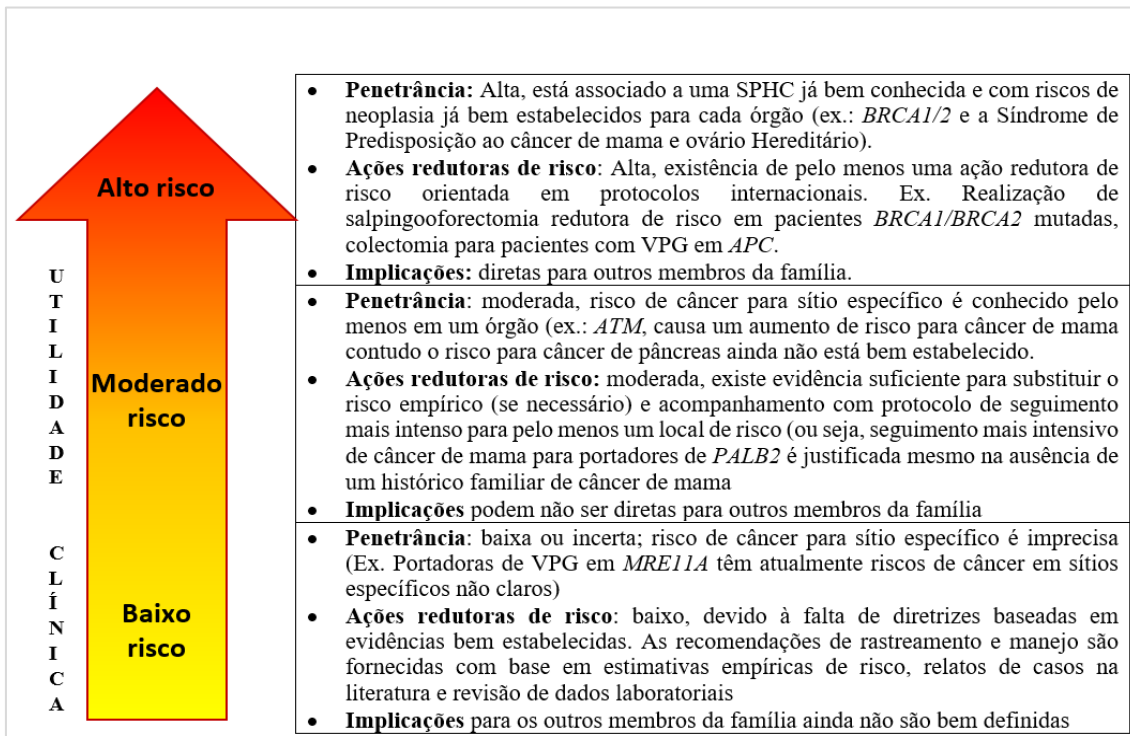 • Penetrância: Alta, está associado a uma SPHC já bem conhecida e com riscos de
neoplasia já bem estabelecidos para cada órgão (ex.: BRCA1/2 e a Síndrome de
Predisposição ao câncer de mama e ovário Hereditário).
• Ações redutoras de risco: Alta, existência de pelo menos uma ação redutora de
risco orientada em protocolos internacionais. Ex. Realização de
salpingooforectomia redutora de risco em pacientes BRCA1/BRCA2 mutadas,
colectomia para pacientes com VPG em APC.
• Implicações: diretas para outros membros da família.
Alto risco
• Penetrância: moderada, risco de câncer para sítio específico é conhecido pelo
menos em um órgão (ex.: ATM, causa um aumento de risco para câncer de mama
contudo o risco para câncer de pâncreas ainda não está bem estabelecido.
• Ações redutoras de risco: moderada, existe evidência suficiente para substituir o
risco empírico (se necessário) e acompanhamento com protocolo de seguimento
mais intenso para pelo menos um local de risco (ou seja, seguimento mais intensivo
de câncer de mama para portadores de PALB2 é justificada mesmo na ausência de
um histórico familiar de câncer de mama
• Implicações podem não ser diretas para outros membros da família
Moderado
risco
• Penetrância: baixa ou incerta; risco de câncer para sítio específico é imprecisa
(Ex. Portadoras de VPG em MRE11A têm atualmente riscos de câncer em sítios
específicos não claros)
• Ações redutoras de risco: baixo, devido à falta de diretrizes baseadas em
evidências bem estabelecidas. As recomendações de rastreamento e manejo são
fornecidas com base em estimativas empíricas de risco, relatos de casos na
literatura e revisão de dados laboratoriais
• Implicações para os outros membros da família ainda não são bem definidas
Baixo
risco
UTILIDADE CLÍNICA